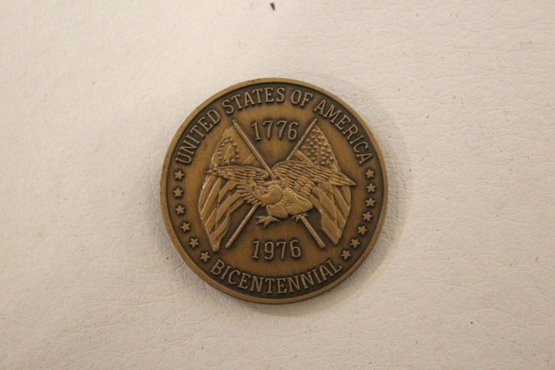 UNITED STATES OF AMERICA
1776
1976
BICENTENNIAL